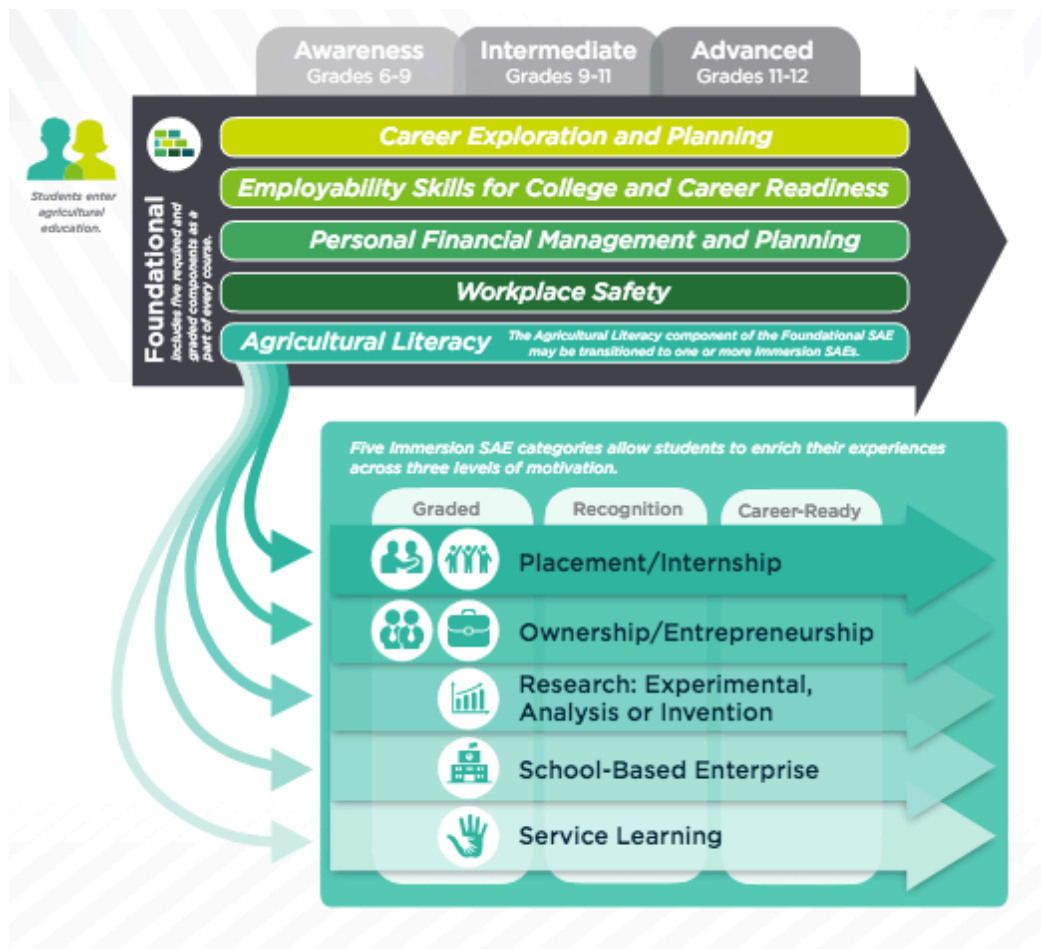 Awareness
Grades 6-9
Intermediate
Grades 9-11
Advanced
Grades 11-12
Students enter
agricultural
education.
Foundational
Includes five required and
graded components as a
part of every course.
Career Exploration and Planning
Employability Skills for College and Career Readiness
Personal Financial Management and Planning
Workplace Safety
Agricultural Literacy
The Agricultural Literacy component of the Foundational SAE
may be transitioned to one or more Immersion SAEs.
Five Immersion SAE categories allow students to enrich their experiences
across three levels of motivation.
Graded
Recognition
Career-Ready
Placement/Internship
Ownership/Entrepreneurship
Research: Experimental,
Analysis or Invention
School-Based Enterprise
Service Learning